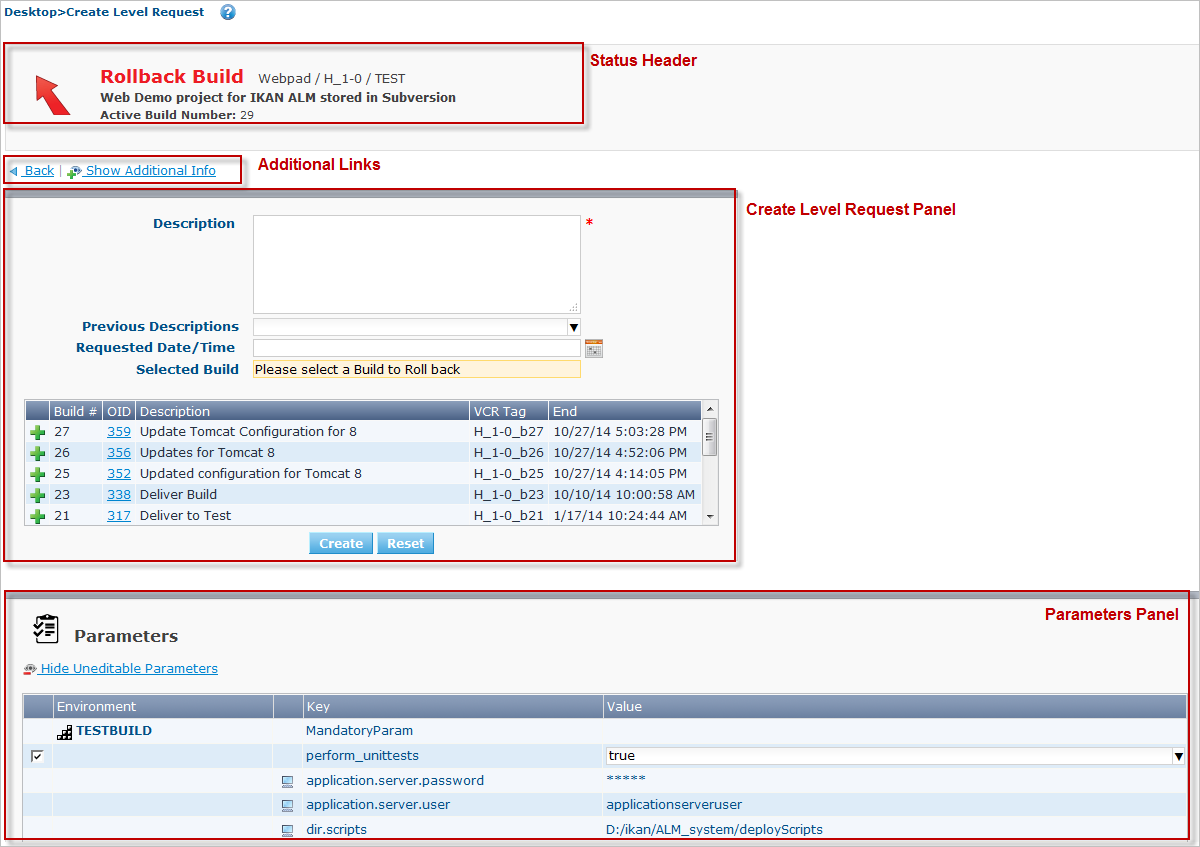 Desktop>Create Level Request ?
Status Header
Rollback Build Webpad / H_1-0 / TEST
Web Demo project for IKAN ALM stored in Subversion
Active Build Number: 29
Additional Links
Back | Show Additional Info
Create Level Request Panel
Description *
Previous Descriptions
Requested Date/Time
Selected Build Please select a Build to Roll back
Build # OID Description VCR Tag End
27 359 Update Tomcat Configuration for 8 H_1-0_b27 10/27/14 5:03:28 PM
26 356 Updates for Tomcat 8 H_1-0_b26 10/27/14 4:52:06 PM
25 352 Updated configuration for Tomcat 8 H_1-0_b25 10/27/14 4:14:05 PM
23 338 Deliver Build H_1-0_b23 10/10/14 10:00:58 AM
21 317 Deliver to Test H_1-0_b21 1/17/14 10:24:44 AM
Create Reset
Parameters Panel
Parameters
Hide Uneditable Parameters
Environment Key Value
TESTBUILD MandatoryParam
perform_unittests true
application.server.password *****
application.server.user applicationserveruser
dir.scripts D:/ikan/ALM_system/deployScripts